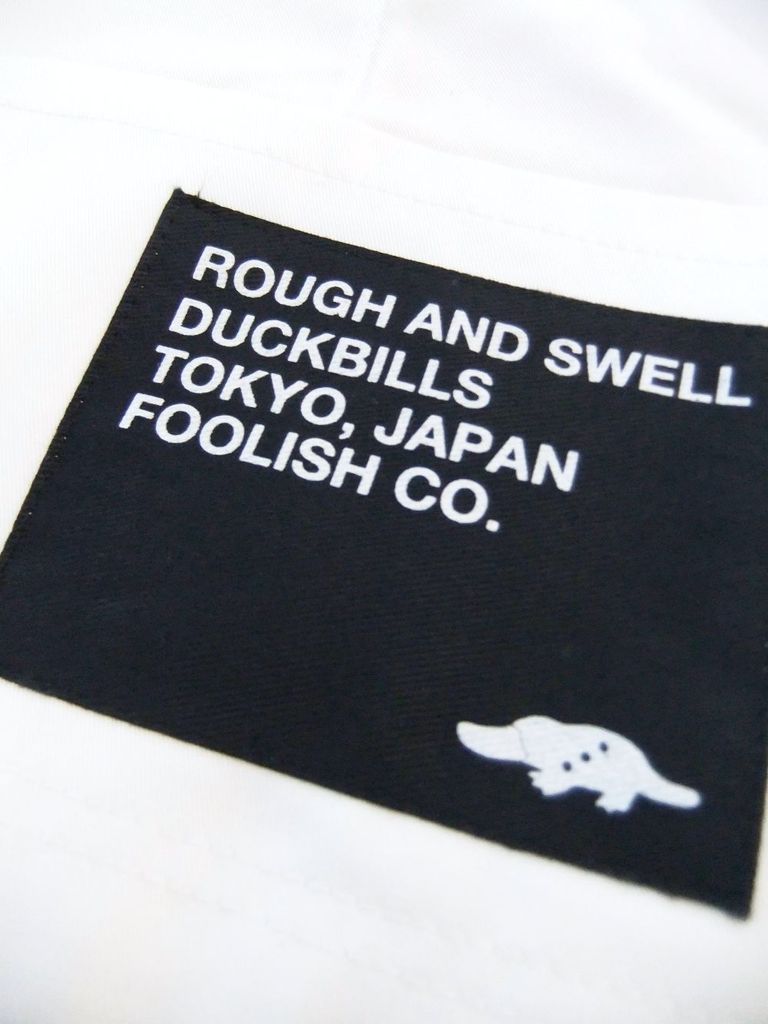 ROUGH AND SWELL
DUCKBILLS
TOKYO, JAPAN
FOOLISH CO.